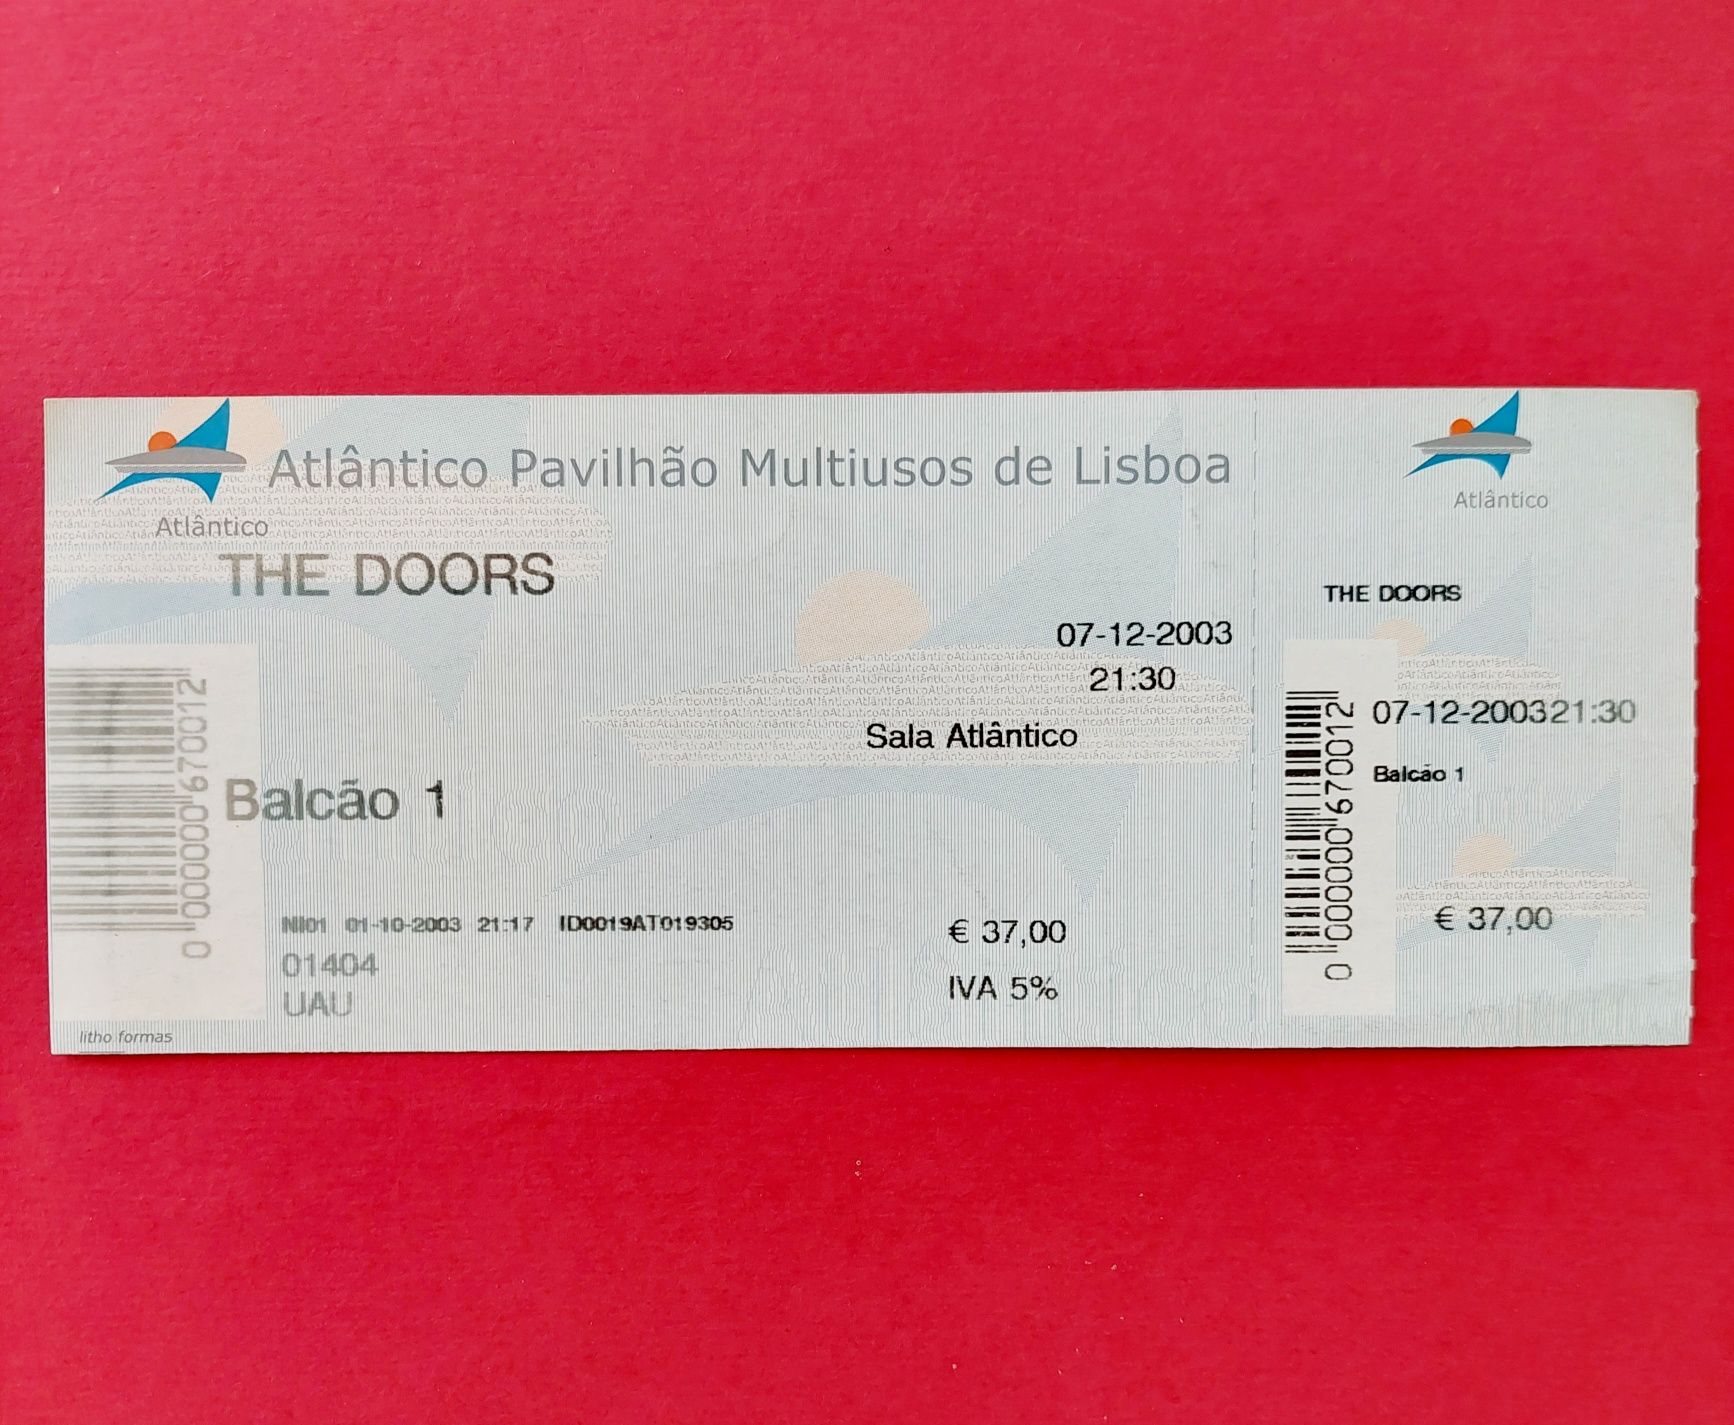 Atlântico Pavilhão Multiusos de Lisboa
Atlântico
THE DOORS
07-12-2003
21:30
Sala Atlântico
Balcão 1
0 000000 670012
NI01 01-10-2003 21:17 ID0019AT019305
01404
UAU
€ 37,00
IVA 5%
litho formas
Atlântico
THE DOORS
07-12-2003 21:30
Balcão 1
0 000000 670012
€ 37,00